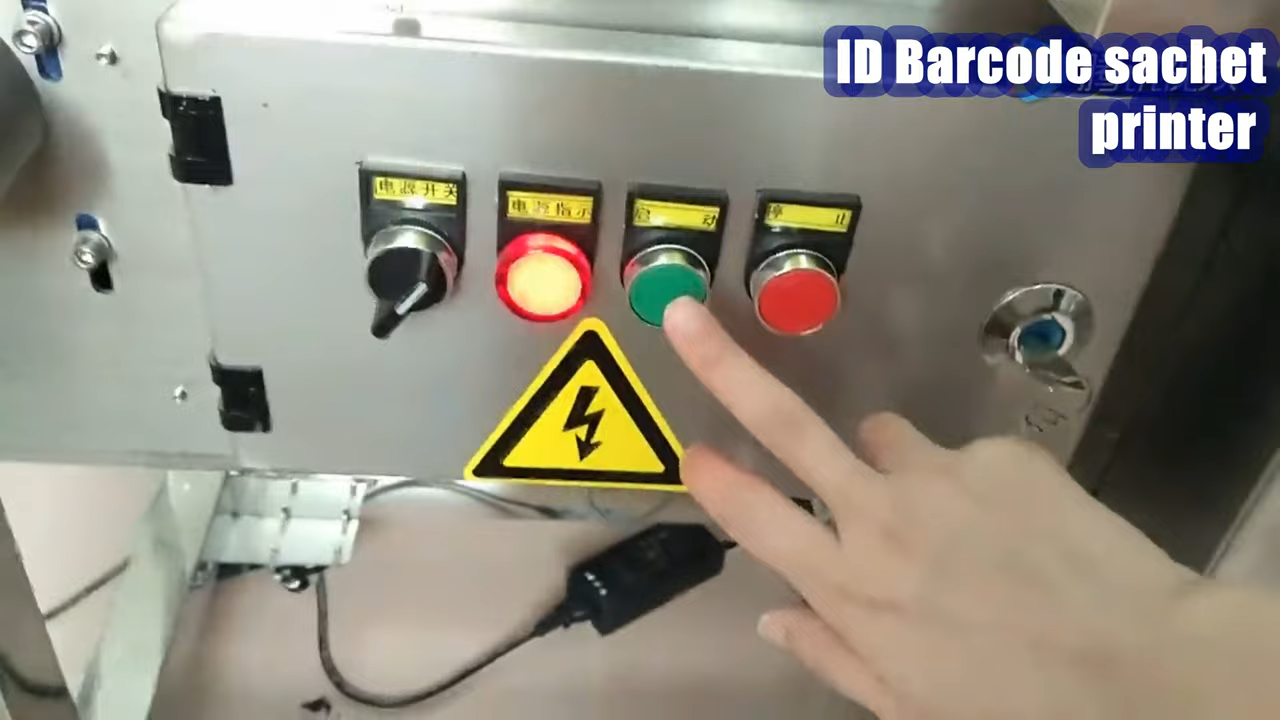 ID Barcode sachet
printer
电源开关
电源指示
启 动
停 止